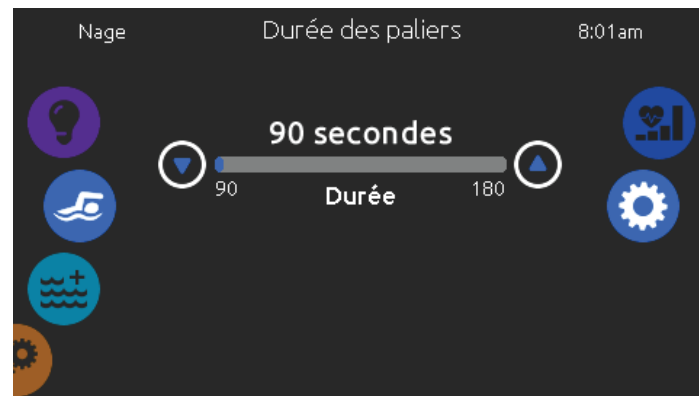 Nage
Durée des paliers
8:01am
90 secondes
90
180
Durée